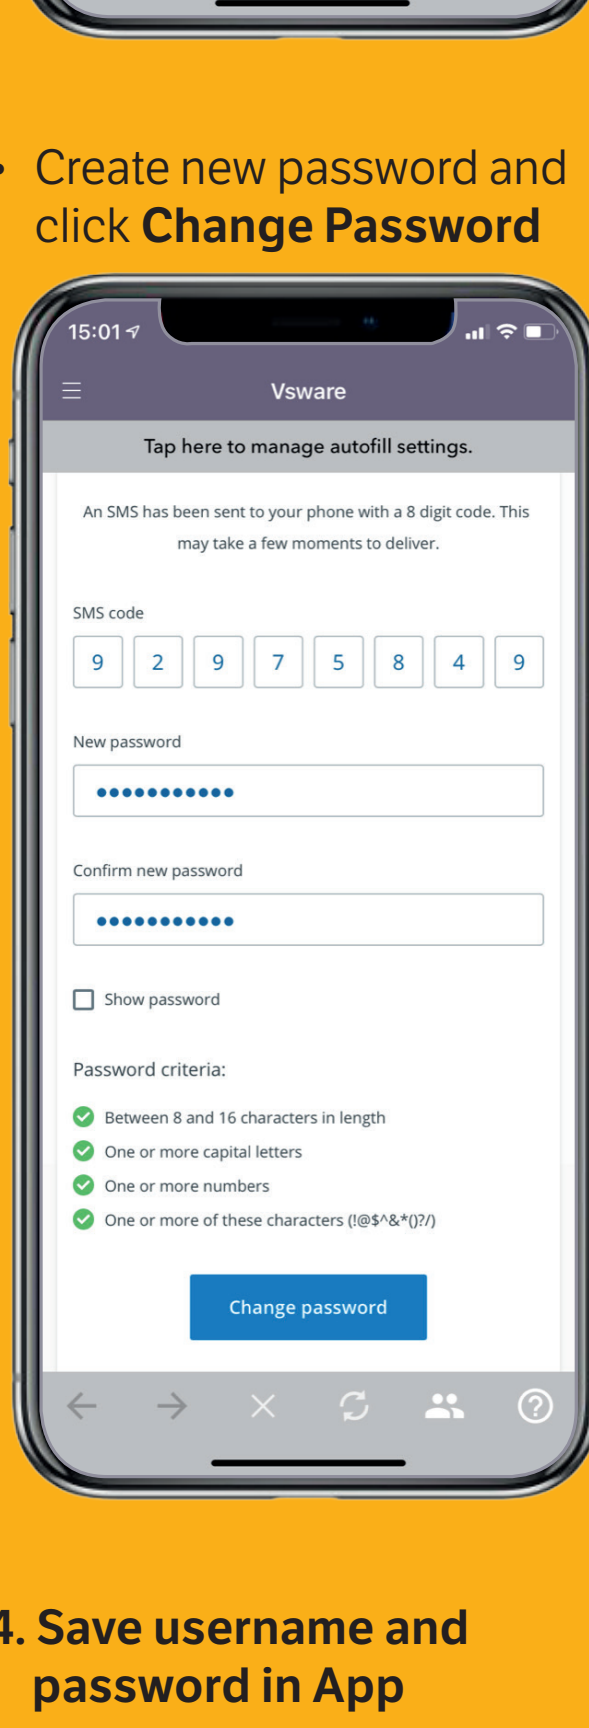 • Create new password and
click Change Password
15:01
Vsware
Tap here to manage autofill settings.
An SMS has been sent to your phone with a 8 digit code. This
may take a few moments to deliver.
SMS code
9 2 9 7 5 8 4 9
New password
•••••••••••
Confirm new password
•••••••••••
Show password
Password criteria:
Between 8 and 16 characters in length
One or more capital letters
One or more numbers
One or more of these characters (!@$^&*()?/)
Change password
4. Save username and
password in App